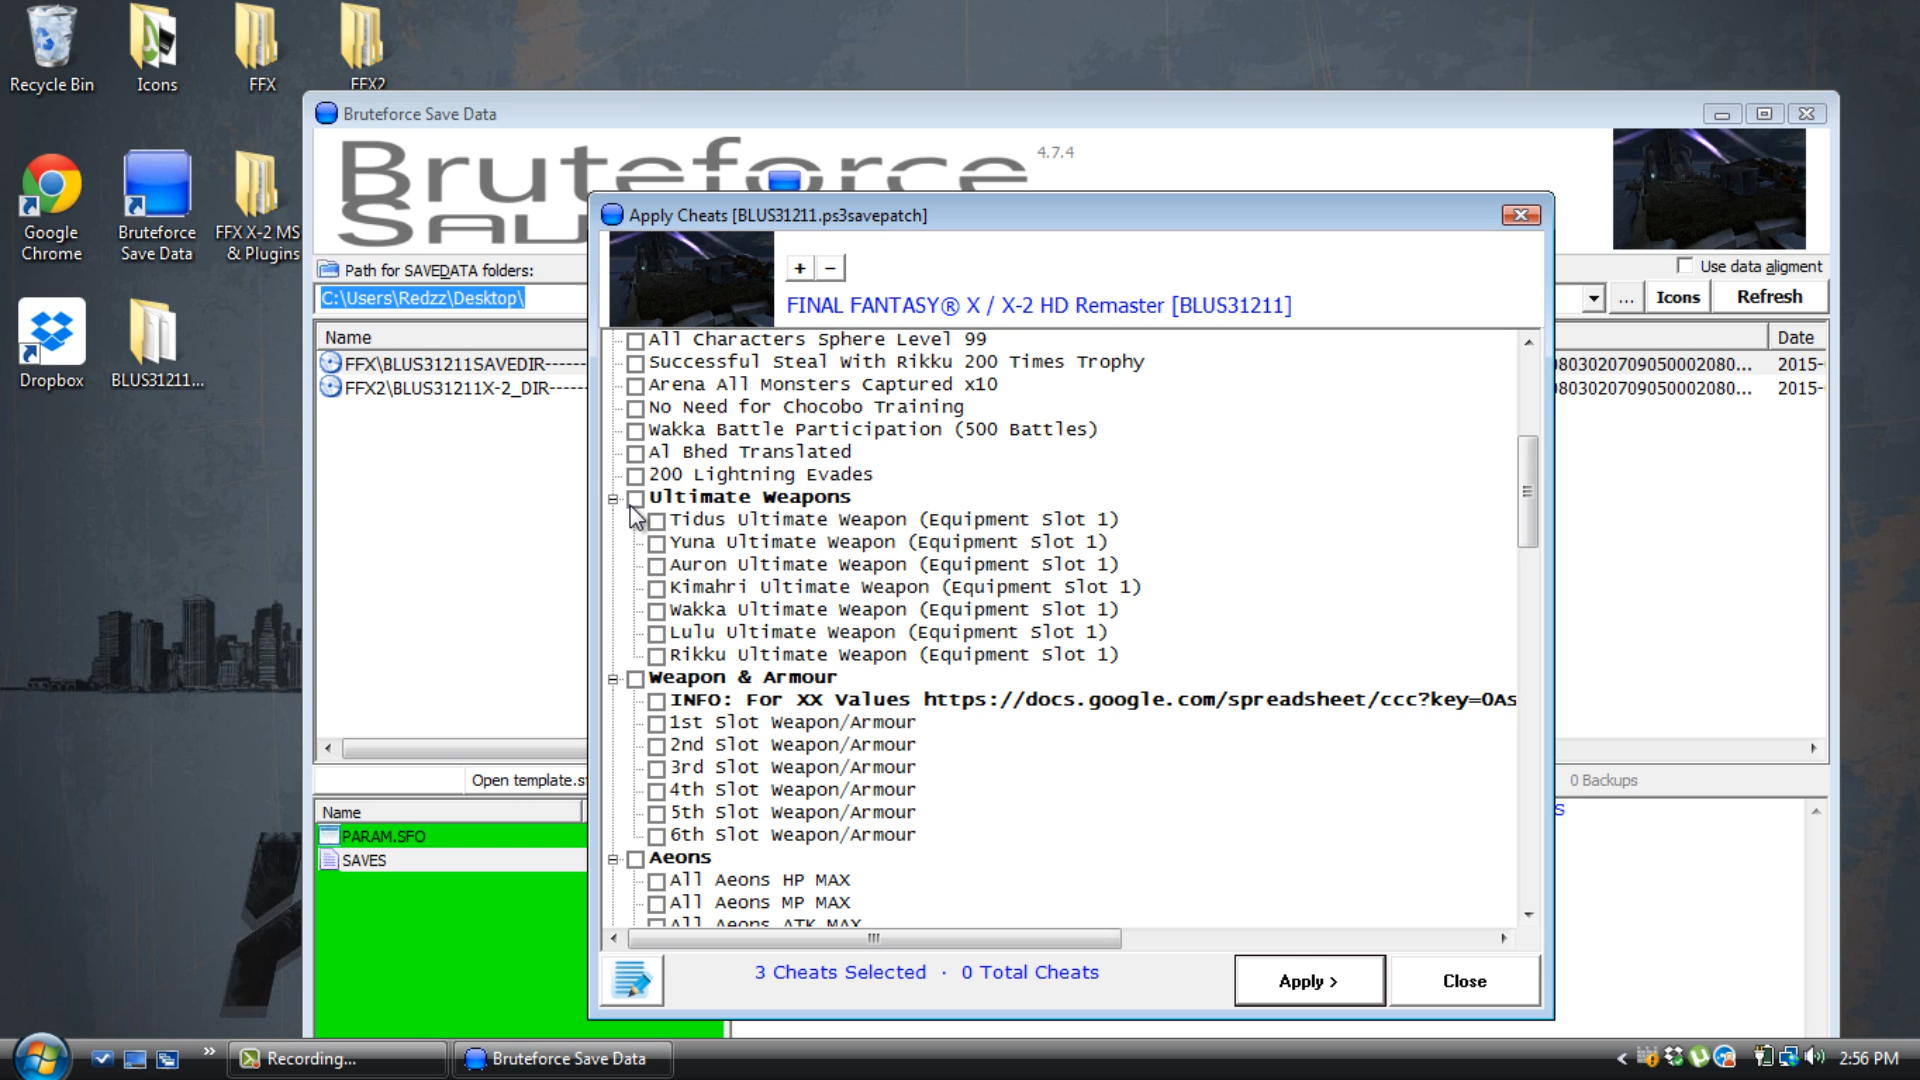 Recycle Bin
Icons
FFX
FFX2
Google Chrome
Bruteforce Save Data
FFX X-2 MS & Plugins
Dropbox
BLUS31211...
Bruteforce Save Data
Bruteforce
4.7.4
Path for SAVEDATA folders:
C:\Users\Redzz\Desktop\
Use data aligment
...
Icons
Refresh
Name
Date
FFX\BLUS31211SAVEDIR------
J80302070905000 2080...
2015-
FFX2\BLUS31211X-2_DIR-----
J803020709050002080...
2015-
Open template.s
0 Backups
Name
PARAM.SFO
SAVES
Apply Cheats [BLUS31211.ps3savepatch]
+
−
FINAL FANTASY® X / X-2 HD Remaster [BLUS31211]
All Characters Sphere Level 99
Successful Steal With Rikku 200 Times Trophy
Arena All Monsters Captured x10
No Need for Chocobo Training
Wakka Battle Participation (500 Battles)
Al Bhed Translated
200 Lightning Evades
Ultimate Weapons
Tidus Ultimate Weapon (Equipment Slot 1)
Yuna Ultimate Weapon (Equipment Slot 1)
Auron Ultimate Weapon (Equipment Slot 1)
Kimahri Ultimate Weapon (Equipment Slot 1)
Wakka Ultimate Weapon (Equipment Slot 1)
Lulu Ultimate Weapon (Equipment Slot 1)
Rikku Ultimate Weapon (Equipment Slot 1)
Weapon & Armour
INFO: For XX Values https://docs.google.com/spreadsheet/ccc?key=0As
1st Slot Weapon/Armour
2nd Slot Weapon/Armour
3rd Slot Weapon/Armour
4th Slot Weapon/Armour
5th Slot Weapon/Armour
6th Slot Weapon/Armour
Aeons
All Aeons HP MAX
All Aeons MP MAX
All Aeons ATK MAX
3 Cheats Selected · 0 Total Cheats
Apply >
Close
Recording...
Bruteforce Save Data
2:56 PM